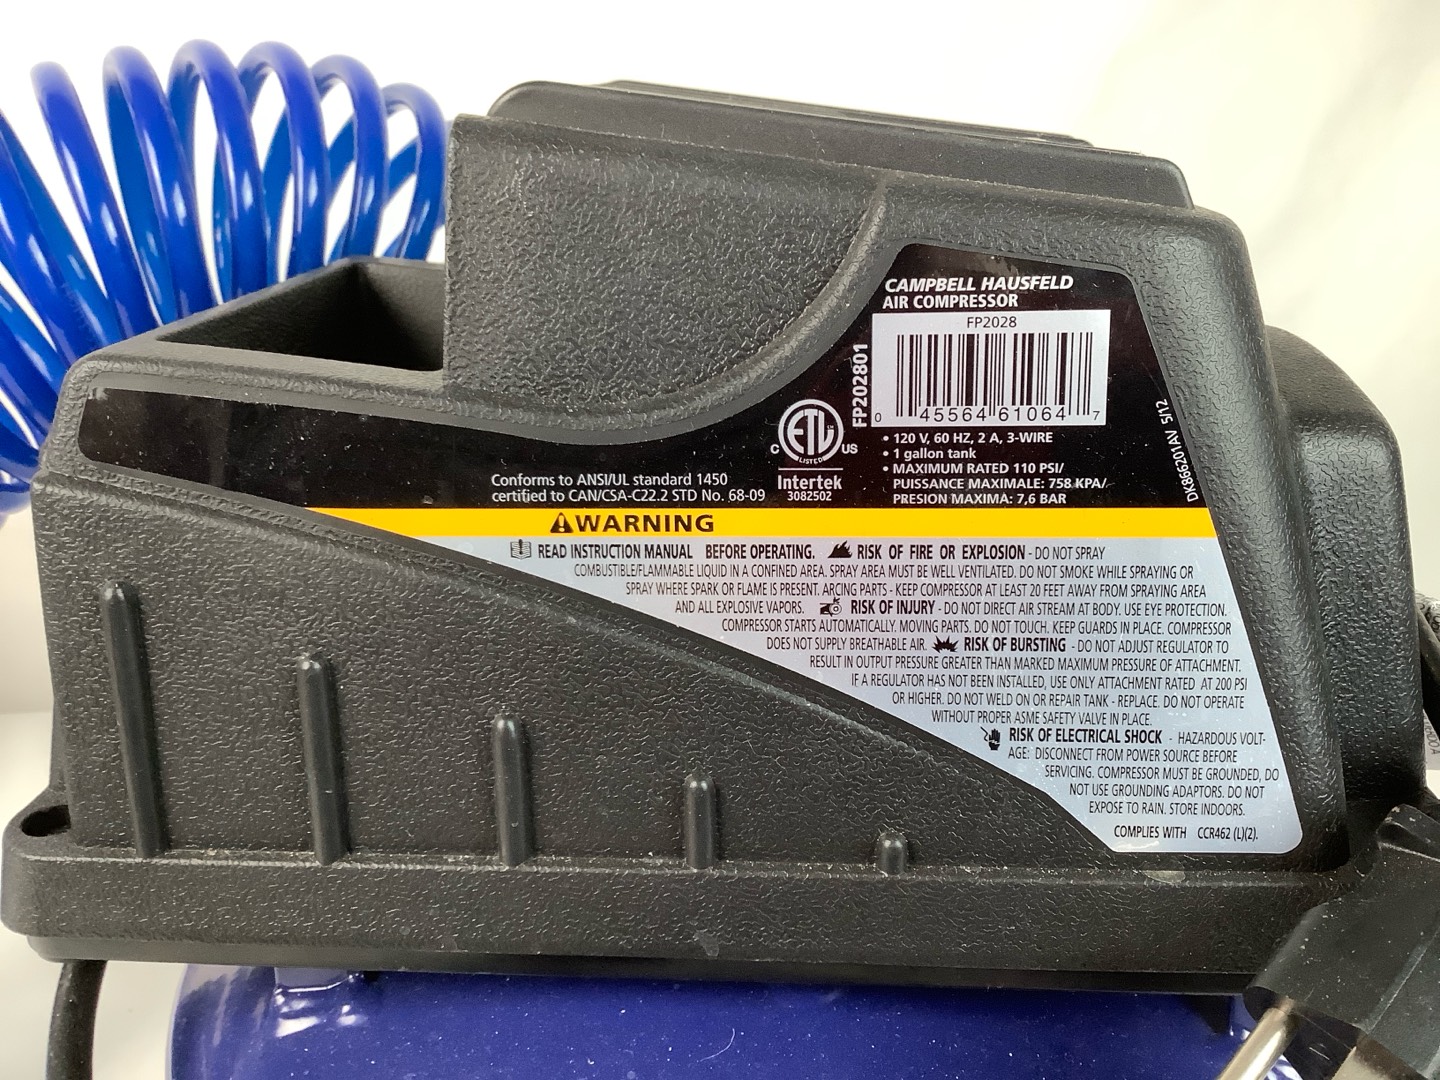 CAMPBELL HAUSFELD
AIR COMPRESSOR
FP2028
FP202801
0 45564 61064 7
DK866201AV 5/12
ETL
CM
LISTED
C US
Intertek
3082502
• 120 V, 60 HZ, 2 A, 3-WIRE
• 1 gallon tank
• MAXIMUM RATED 110 PSI/
PUISSANCE MAXIMALE: 758 KPA/
PRESION MAXIMA: 7,6 BAR
Conforms to ANSI/UL standard 1450
certified to CAN/CSA-C22.2 STD No. 68-09
WARNING
READ INSTRUCTION MANUAL BEFORE OPERATING. RISK OF FIRE OR EXPLOSION - DO NOT SPRAY
COMBUSTIBLE/FLAMMABLE LIQUID IN A CONFINED AREA. SPRAY AREA MUST BE WELL VENTILATED. DO NOT SMOKE WHILE SPRAYING OR
SPRAY WHERE SPARK OR FLAME IS PRESENT. ARCING PARTS - KEEP COMPRESSOR AT LEAST 20 FEET AWAY FROM SPRAYING AREA
AND ALL EXPLOSIVE VAPORS. RISK OF INJURY - DO NOT DIRECT AIR STREAM AT BODY. USE EYE PROTECTION.
COMPRESSOR STARTS AUTOMATICALLY. MOVING PARTS. DO NOT TOUCH. KEEP GUARDS IN PLACE. COMPRESSOR
DOES NOT SUPPLY BREATHABLE AIR. RISK OF BURSTING - DO NOT ADJUST REGULATOR TO
RESULT IN OUTPUT PRESSURE GREATER THAN MARKED MAXIMUM PRESSURE OF ATTACHMENT.
IF A REGULATOR HAS NOT BEEN INSTALLED, USE ONLY ATTACHMENT RATED AT 200 PSI
OR HIGHER. DO NOT WELD ON OR REPAIR TANK - REPLACE. DO NOT OPERATE
WITHOUT PROPER ASME SAFETY VALVE IN PLACE.
RISK OF ELECTRICAL SHOCK - HAZARDOUS VOLT-
AGE: DISCONNECT FROM POWER SOURCE BEFORE
SERVICING. COMPRESSOR MUST BE GROUNDED, DO
NOT USE GROUNDING ADAPTORS. DO NOT
EXPOSE TO RAIN. STORE INDOORS.
COMPLIES WITH CCR462 (L)(2).